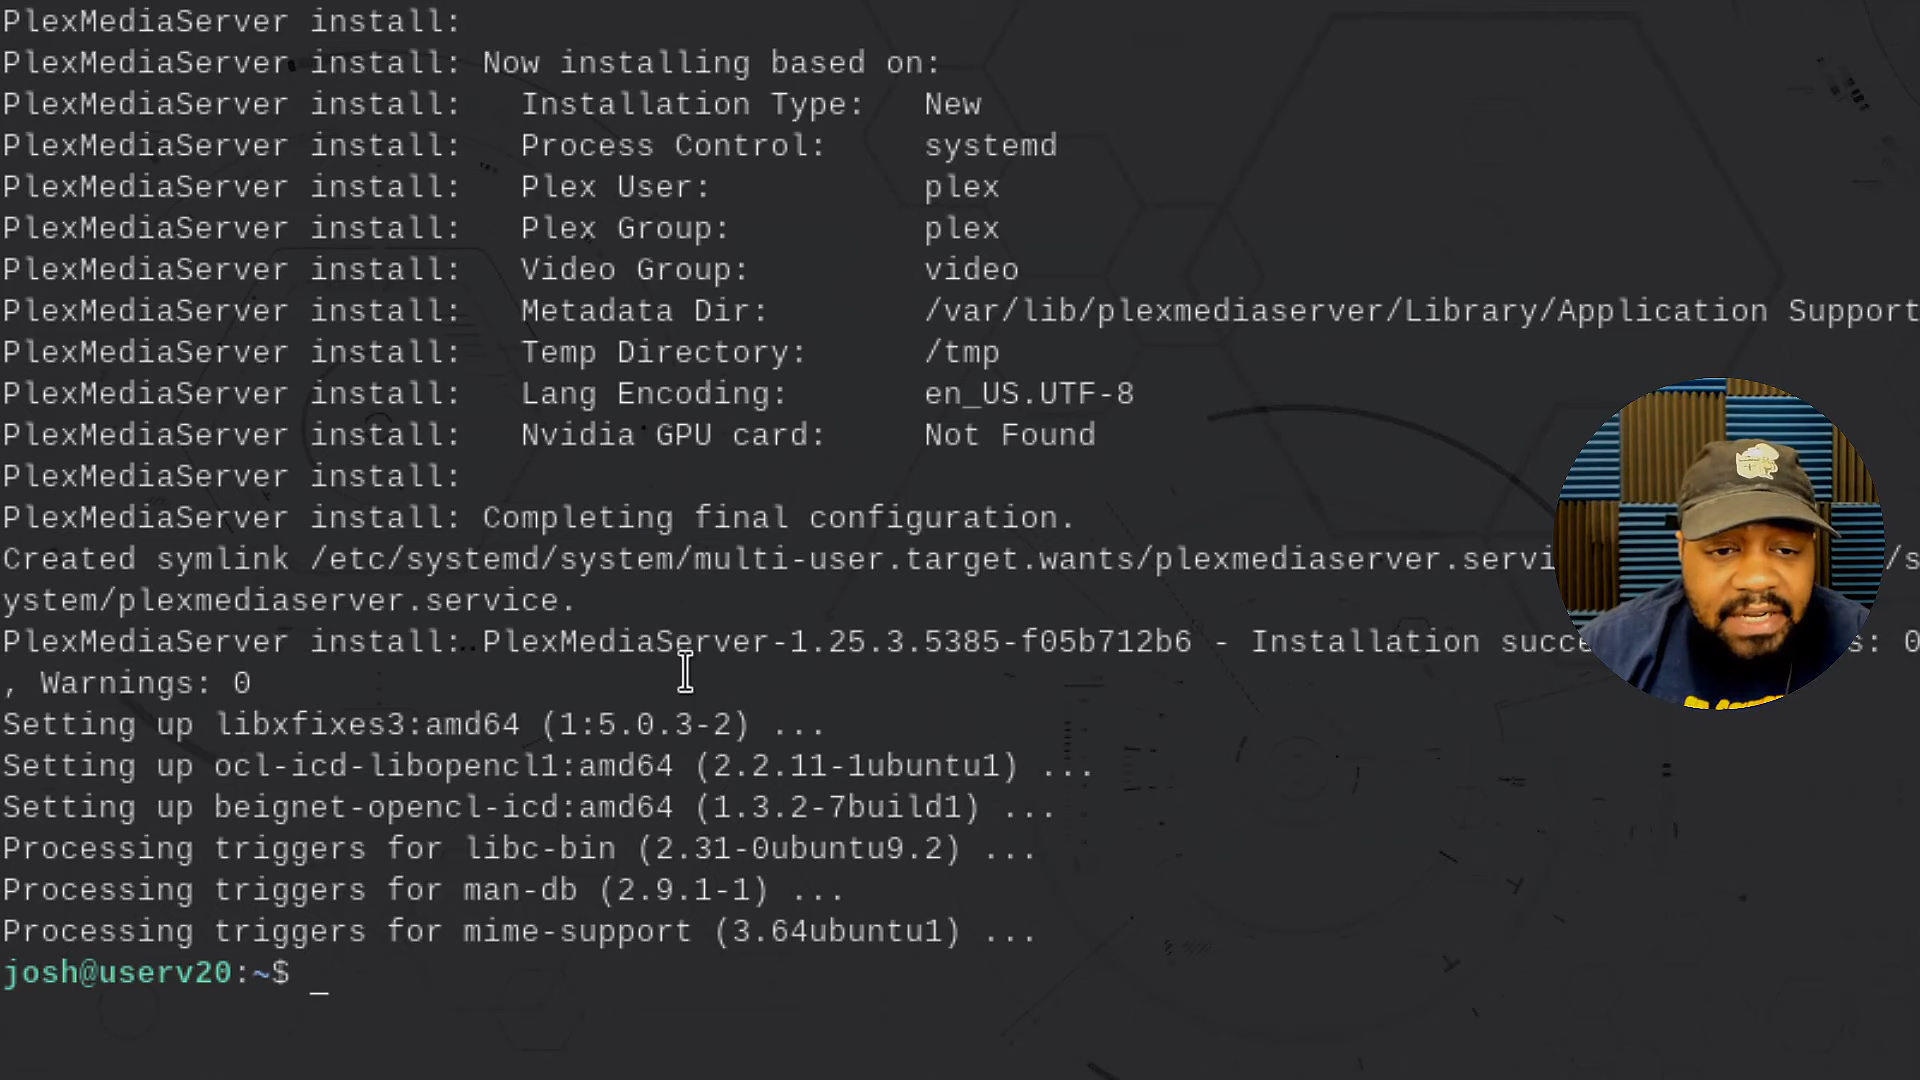 PlexMediaServer install:
PlexMediaServer install: Now installing based on:
PlexMediaServer install:   Installation Type:   New
PlexMediaServer install:   Process Control:     systemd
PlexMediaServer install:   Plex User:           plex
PlexMediaServer install:   Plex Group:          plex
PlexMediaServer install:   Video Group:         video
PlexMediaServer install:   Metadata Dir:        /var/lib/plexmediaserver/Library/Application Support
PlexMediaServer install:   Temp Directory:      /tmp
PlexMediaServer install:   Lang Encoding:       en_US.UTF-8
PlexMediaServer install:   Nvidia GPU card:     Not Found
PlexMediaServer install:
PlexMediaServer install: Completing final configuration.
Created symlink /etc/systemd/system/multi-user.target.wants/plexmediaserver.servi /s
ystem/plexmediaserver.service.
PlexMediaServer install: PlexMediaServer-1.25.3.5385-f05b712b6 - Installation succe s: 0
, Warnings: 0
Setting up libxfixes3:amd64 (1:5.0.3-2) ...
Setting up ocl-icd-libopencl1:amd64 (2.2.11-1ubuntu1) ...
Setting up beignet-opencl-icd:amd64 (1.3.2-7build1) ...
Processing triggers for libc-bin (2.31-0ubuntu9.2) ...
Processing triggers for man-db (2.9.1-1) ...
Processing triggers for mime-support (3.64ubuntu1) ...
josh@userv20:~$ _